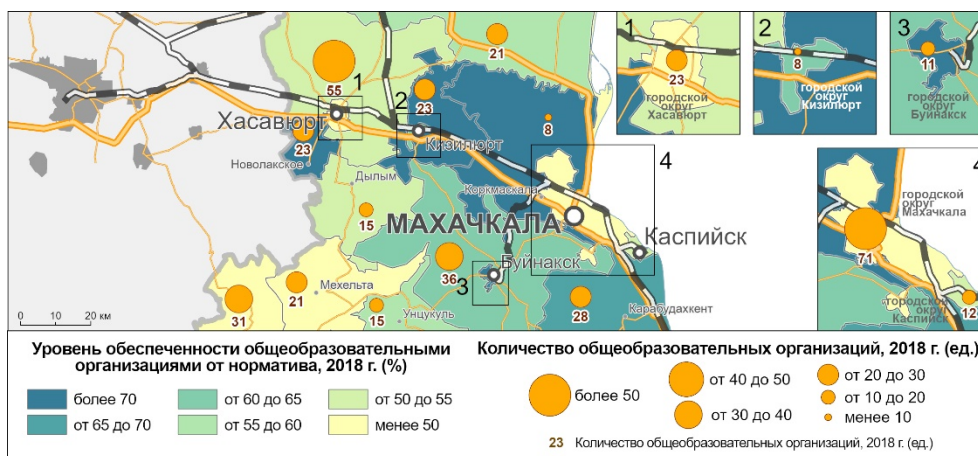 55
1
21
23
2
Хасавюрт
Кизилюрт
23
8
Новолакское
Дылым
Коркмаскала
4
МАХАЧКАЛА
15
Каспийск
36
Буйнакск
3
21
Мехельта
31
15
Унцукуль
28
Карабудахкент
0 10 20 км
1
23
городской
округ
Хасавюрт
2
8
городской
округ
Кизилюрт
3
11
городской
округ
Буйнакск
4
городской
округ
Махачкала
71
городской
округ
Каспийск
12
Уровень обеспеченности общеобразовательными
организациями от норматива, 2018 г. (%)
более 70
от 60 до 65
от 50 до 55
от 65 до 70
от 55 до 60
менее 50
Количество общеобразовательных организаций, 2018 г. (ед.)
более 50
от 40 до 50
от 30 до 40
от 20 до 30
от 10 до 20
менее 10
23 Количество общеобразовательных организаций, 2018 г. (ед.)